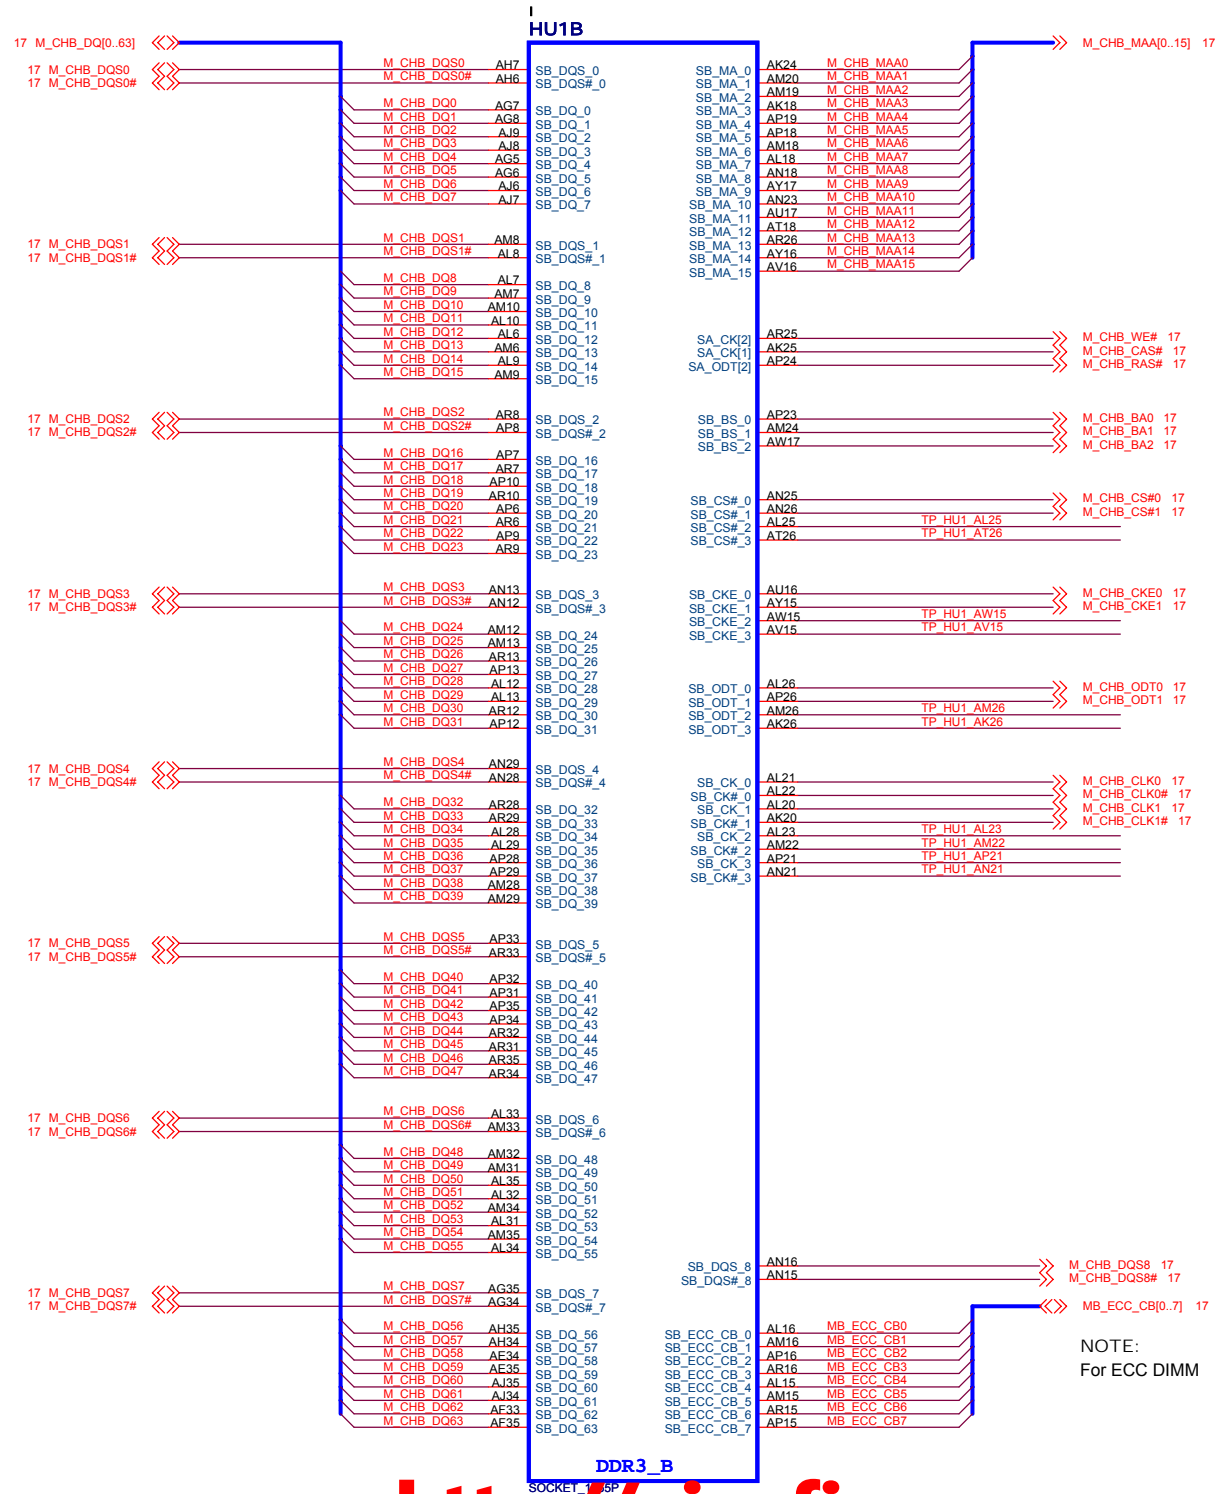 HU1B
17 M_CHB_DQ[0..63]
17 M_CHB_DQS0 M_CHB_DQS0 AH7 SB_DQS_0
17 M_CHB_DQS0# M_CHB_DQS0# AH6 SB_DQS#_0
M_CHB_DQ0 AG7 SB_DQ_0
M_CHB_DQ1 AG8 SB_DQ_1
M_CHB_DQ2 AJ9 SB_DQ_2
M_CHB_DQ3 AJ8 SB_DQ_3
M_CHB_DQ4 AG5 SB_DQ_4
M_CHB_DQ5 AG6 SB_DQ_5
M_CHB_DQ6 AJ6 SB_DQ_6
M_CHB_DQ7 AJ7 SB_DQ_7
17 M_CHB_DQS1 M_CHB_DQS1 AM8 SB_DQS_1
17 M_CHB_DQS1# M_CHB_DQS1# AL8 SB_DQS#_1
M_CHB_DQ8 AL7 SB_DQ_8
M_CHB_DQ9 AM7 SB_DQ_9
M_CHB_DQ10 AM10 SB_DQ_10
M_CHB_DQ11 AL10 SB_DQ_11
M_CHB_DQ12 AL6 SB_DQ_12
M_CHB_DQ13 AM6 SB_DQ_13
M_CHB_DQ14 AL9 SB_DQ_14
M_CHB_DQ15 AM9 SB_DQ_15
17 M_CHB_DQS2 M_CHB_DQS2 AR8 SB_DQS_2
17 M_CHB_DQS2# M_CHB_DQS2# AP8 SB_DQS#_2
M_CHB_DQ16 AP7 SB_DQ_16
M_CHB_DQ17 AR7 SB_DQ_17
M_CHB_DQ18 AP10 SB_DQ_18
M_CHB_DQ19 AR10 SB_DQ_19
M_CHB_DQ20 AP6 SB_DQ_20
M_CHB_DQ21 AR6 SB_DQ_21
M_CHB_DQ22 AP9 SB_DQ_22
M_CHB_DQ23 AR9 SB_DQ_23
17 M_CHB_DQS3 M_CHB_DQS3 AN13 SB_DQS_3
17 M_CHB_DQS3# M_CHB_DQS3# AN12 SB_DQS#_3
M_CHB_DQ24 AM12 SB_DQ_24
M_CHB_DQ25 AM13 SB_DQ_25
M_CHB_DQ26 AR13 SB_DQ_26
M_CHB_DQ27 AP13 SB_DQ_27
M_CHB_DQ28 AL12 SB_DQ_28
M_CHB_DQ29 AL13 SB_DQ_29
M_CHB_DQ30 AR12 SB_DQ_30
M_CHB_DQ31 AP12 SB_DQ_31
17 M_CHB_DQS4 M_CHB_DQS4 AN29 SB_DQS_4
17 M_CHB_DQS4# M_CHB_DQS4# AN28 SB_DQS#_4
M_CHB_DQ32 AR28 SB_DQ_32
M_CHB_DQ33 AR29 SB_DQ_33
M_CHB_DQ34 AL28 SB_DQ_34
M_CHB_DQ35 AL29 SB_DQ_35
M_CHB_DQ36 AP28 SB_DQ_36
M_CHB_DQ37 AP29 SB_DQ_37
M_CHB_DQ38 AM28 SB_DQ_38
M_CHB_DQ39 AM29 SB_DQ_39
17 M_CHB_DQS5 M_CHB_DQS5 AP33 SB_DQS_5
17 M_CHB_DQS5# M_CHB_DQS5# AR33 SB_DQS#_5
M_CHB_DQ40 AP32 SB_DQ_40
M_CHB_DQ41 AP31 SB_DQ_41
M_CHB_DQ42 AP35 SB_DQ_42
M_CHB_DQ43 AP34 SB_DQ_43
M_CHB_DQ44 AR32 SB_DQ_44
M_CHB_DQ45 AR31 SB_DQ_45
M_CHB_DQ46 AR35 SB_DQ_46
M_CHB_DQ47 AR34 SB_DQ_47
17 M_CHB_DQS6 M_CHB_DQS6 AL33 SB_DQS_6
17 M_CHB_DQS6# M_CHB_DQS6# AM33 SB_DQS#_6
M_CHB_DQ48 AM32 SB_DQ_48
M_CHB_DQ49 AM31 SB_DQ_49
M_CHB_DQ50 AL35 SB_DQ_50
M_CHB_DQ51 AL32 SB_DQ_51
M_CHB_DQ52 AM34 SB_DQ_52
M_CHB_DQ53 AL31 SB_DQ_53
M_CHB_DQ54 AM35 SB_DQ_54
M_CHB_DQ55 AL34 SB_DQ_55
17 M_CHB_DQS7 M_CHB_DQS7 AG35 SB_DQS_7
17 M_CHB_DQS7# M_CHB_DQS7# AG34 SB_DQS#_7
M_CHB_DQ56 AH35 SB_DQ_56
M_CHB_DQ57 AH34 SB_DQ_57
M_CHB_DQ58 AE34 SB_DQ_58
M_CHB_DQ59 AE35 SB_DQ_59
M_CHB_DQ60 AJ35 SB_DQ_60
M_CHB_DQ61 AJ34 SB_DQ_61
M_CHB_DQ62 AF33 SB_DQ_62
M_CHB_DQ63 AF35 SB_DQ_63
M_CHB_MAA[0..15] 17
SB_MA_0 AK24 M_CHB_MAA0
SB_MA_1 AM20 M_CHB_MAA1
SB_MA_2 AM19 M_CHB_MAA2
SB_MA_3 AK18 M_CHB_MAA3
SB_MA_4 AP19 M_CHB_MAA4
SB_MA_5 AP18 M_CHB_MAA5
SB_MA_6 AM18 M_CHB_MAA6
SB_MA_7 AL18 M_CHB_MAA7
SB_MA_8 AN18 M_CHB_MAA8
SB_MA_9 AY17 M_CHB_MAA9
SB_MA_10 AN23 M_CHB_MAA10
SB_MA_11 AU17 M_CHB_MAA11
SB_MA_12 AT18 M_CHB_MAA12
SB_MA_13 AR26 M_CHB_MAA13
SB_MA_14 AY16 M_CHB_MAA14
SB_MA_15 AV16 M_CHB_MAA15
SA_CK[2] AR25 M_CHB_WE# 17
SA_CK[1] AK25 M_CHB_CAS# 17
SA_ODT[2] AP24 M_CHB_RAS# 17
SB_BS_0 AP23 M_CHB_BA0 17
SB_BS_1 AM24 M_CHB_BA1 17
SB_BS_2 AW17 M_CHB_BA2 17
SB_CS#_0 AN25 M_CHB_CS#0 17
SB_CS#_1 AN26 M_CHB_CS#1 17
SB_CS#_2 AL25 TP_HU1_AL25
SB_CS#_3 AT26 TP_HU1_AT26
SB_CKE_0 AU16 M_CHB_CKE0 17
SB_CKE_1 AY15 M_CHB_CKE1 17
SB_CKE_2 AW15 TP_HU1_AW15
SB_CKE_3 AV15 TP_HU1_AV15
SB_ODT_0 AL26 M_CHB_ODT0 17
SB_ODT_1 AP26 M_CHB_ODT1 17
SB_ODT_2 AM26 TP_HU1_AM26
SB_ODT_3 AK26 TP_HU1_AK26
SB_CK_0 AL21 M_CHB_CLK0 17
SB_CK#_0 AL22 M_CHB_CLK0# 17
SB_CK_1 AL20 M_CHB_CLK1 17
SB_CK#_1 AK20 M_CHB_CLK1# 17
SB_CK_2 AL23 TP_HU1_AL23
SB_CK#_2 AM22 TP_HU1_AM22
SB_CK_3 AP21 TP_HU1_AP21
SB_CK#_3 AN21 TP_HU1_AN21
SB_DQS_8 AN16 M_CHB_DQS8 17
SB_DQS#_8 AN15 M_CHB_DQS8# 17
MB_ECC_CB[0..7] 17
SB_ECC_CB_0 AL16 MB_ECC_CB0
SB_ECC_CB_1 AM16 MB_ECC_CB1
SB_ECC_CB_2 AP16 MB_ECC_CB2
SB_ECC_CB_3 AR16 MB_ECC_CB3
SB_ECC_CB_4 AL15 MB_ECC_CB4
SB_ECC_CB_5 AM15 MB_ECC_CB5
SB_ECC_CB_6 AR15 MB_ECC_CB6
SB_ECC_CB_7 AP15 MB_ECC_CB7
NOTE:
For ECC DIMM
DDR3_B